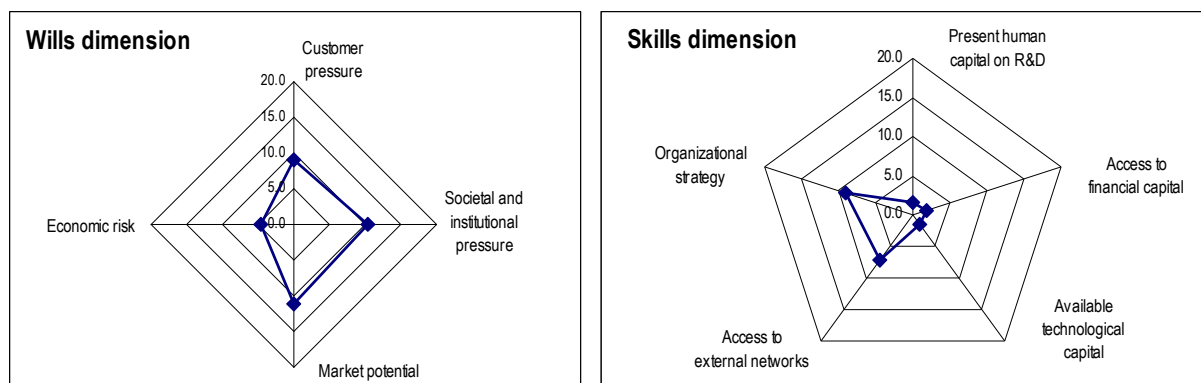 Wills dimension
Customer
pressure
20.0
15.0
10.0
5.0
0.0
Economic risk
Societal and
institutional
pressure
Market potential
Skills dimension
Present human
capital on R&D
20.0
15.0
10.0
5.0
0.0
Organizational
strategy
Access to
financial capital
Access to
external networks
Available
technological
capital